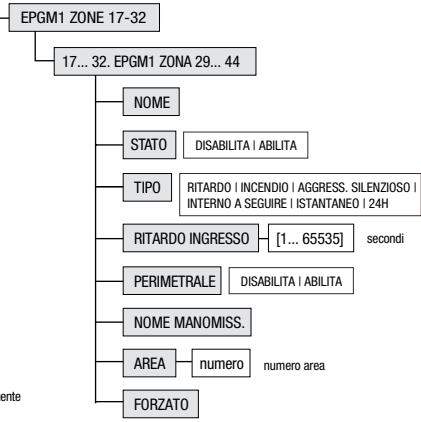 EPGM1 ZONE 17-32
17... 32. EPGM1 ZONA 29... 44
NOME
STATO DISABILITA | ABILITA
TIPO RITARDO | INCENDIO | AGGRESS. SILENZIOSO |
INTERNO A SEGUIRE | ISTANTANEO | 24H
RITARDO INGRESSO [1... 65535] secondi
PERIMETRALE DISABILITA | ABILITA
NOME MANOMISS.
AREA numero numero area
FORZATO